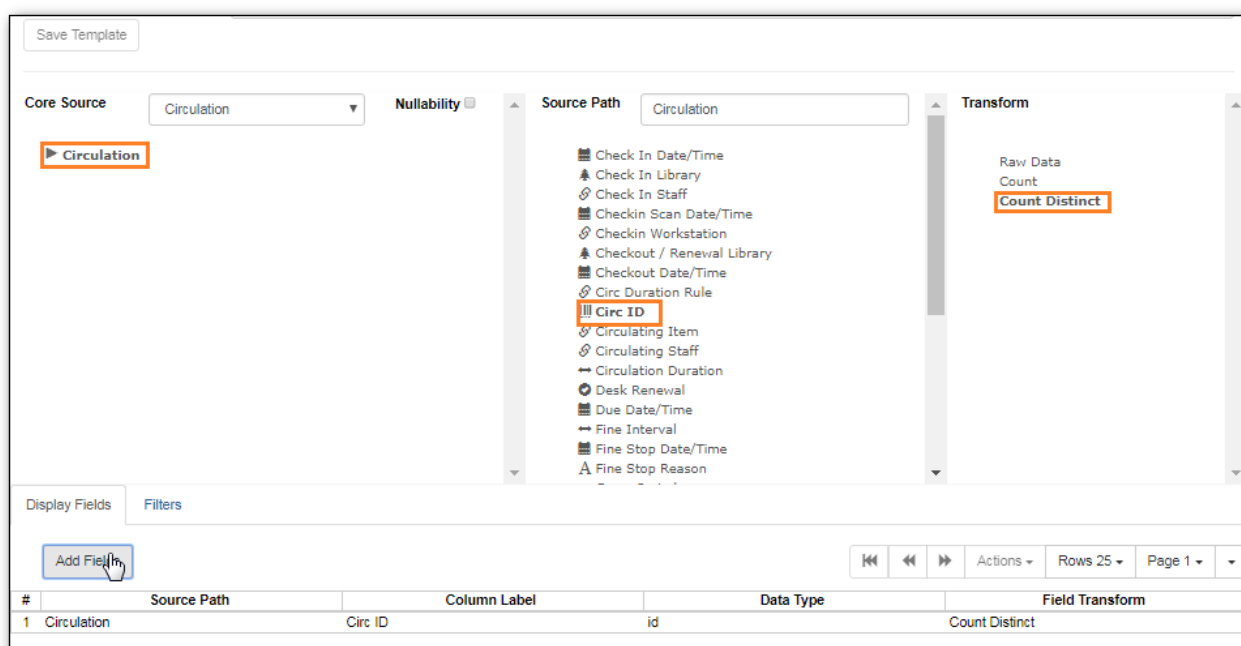 Save Template
Core Source
Circulation
Nullability
Source Path
Circulation
Transform
Circulation
Check In Date/Time
Check In Library
Check In Staff
Checkin Scan Date/Time
Checkin Workstation
Checkout / Renewal Library
Checkout Date/Time
Circ Duration Rule
Circ ID
Circulating Item
Circulating Staff
Circulation Duration
Desk Renewal
Due Date/Time
Fine Interval
Fine Stop Date/Time
A Fine Stop Reason
Raw Data
Count
Count Distinct
Display Fields Filters
Add Fields Actions Rows 25 Page 1
# Source Path Column Label Data Type Field Transform
1 Circulation Circ ID id Count Distinct